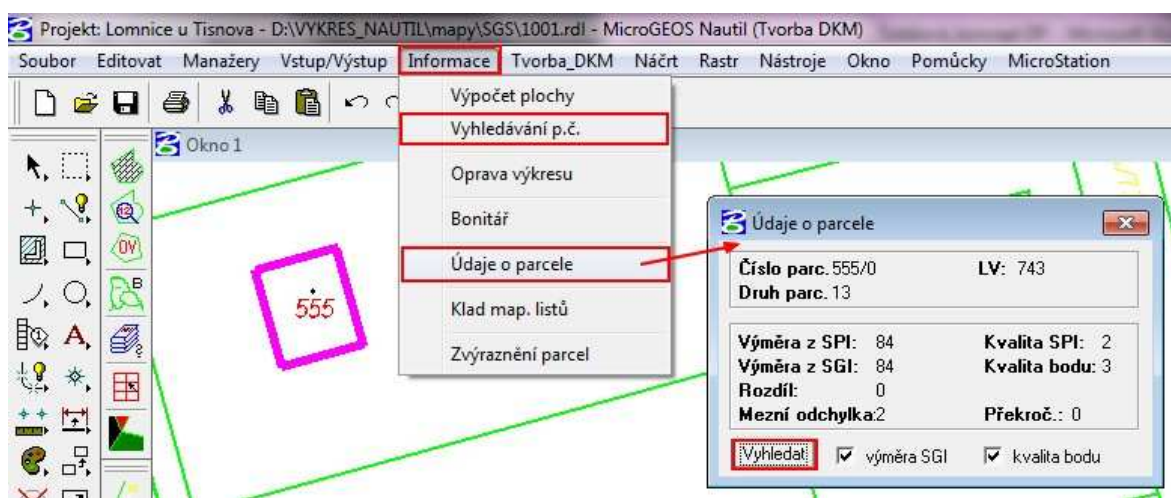 Projekt: Lomnice u Tisnova - D:\VYKRES_NAUTIL\mapy\SGS\1001.rdl - MicroGEOS Nautil (Tvorba DKM)
Soubor Editovat Manažery Vstup/Výstup Informace Tvorba_DKM Náčrt Rastr Nástroje Okno Pomůcky MicroStation
Výpočet plochy
Vyhledávání p.č.
Oprava výkresu
Bonitář
Údaje o parcele
Klad map. listů
Zvýraznění parcel
Okno 1
555
Údaje o parcele
Číslo parc. 555/0 LV: 743
Druh parc. 13
Výměra z SPI: 84 Kvalita SPI: 2
Výměra z SGI: 84 Kvalita bodu: 3
Rozdíl: 0
Mezní odchylka:2 Překroč.: 0
Vyhledat výměra SGI kvalita bodu